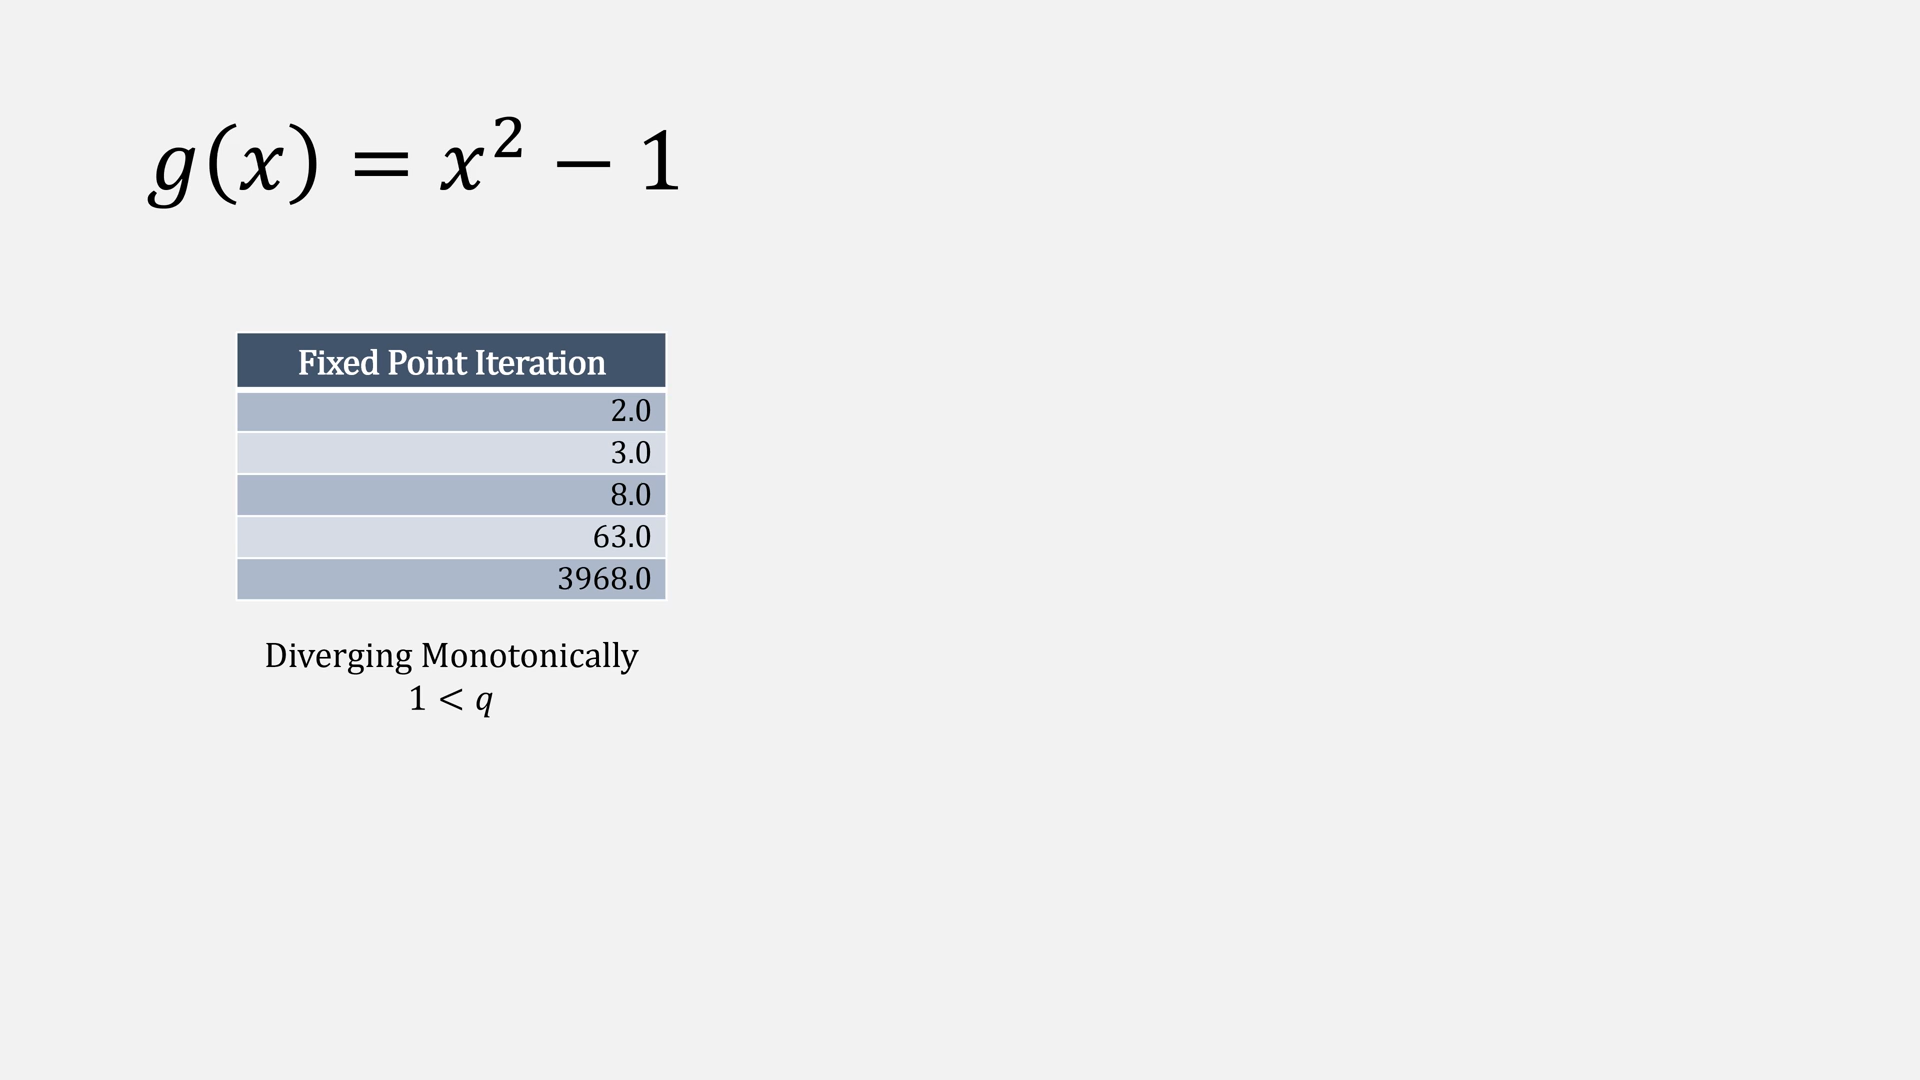 g(x) = x² − 1
Fixed Point Iteration
2.0
3.0
8.0
63.0
3968.0
Diverging Monotonically
1 < q